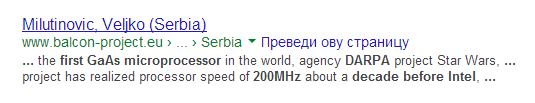 Milutinovic, Veljko (Serbia)
www.balcon-project.eu › ... › Serbia ▼ Преведи ову страницу
... the first GaAs microprocessor in the world, agency DARPA project Star Wars, ...
project has realized processor speed of 200MHz about a decade before Intel, ...